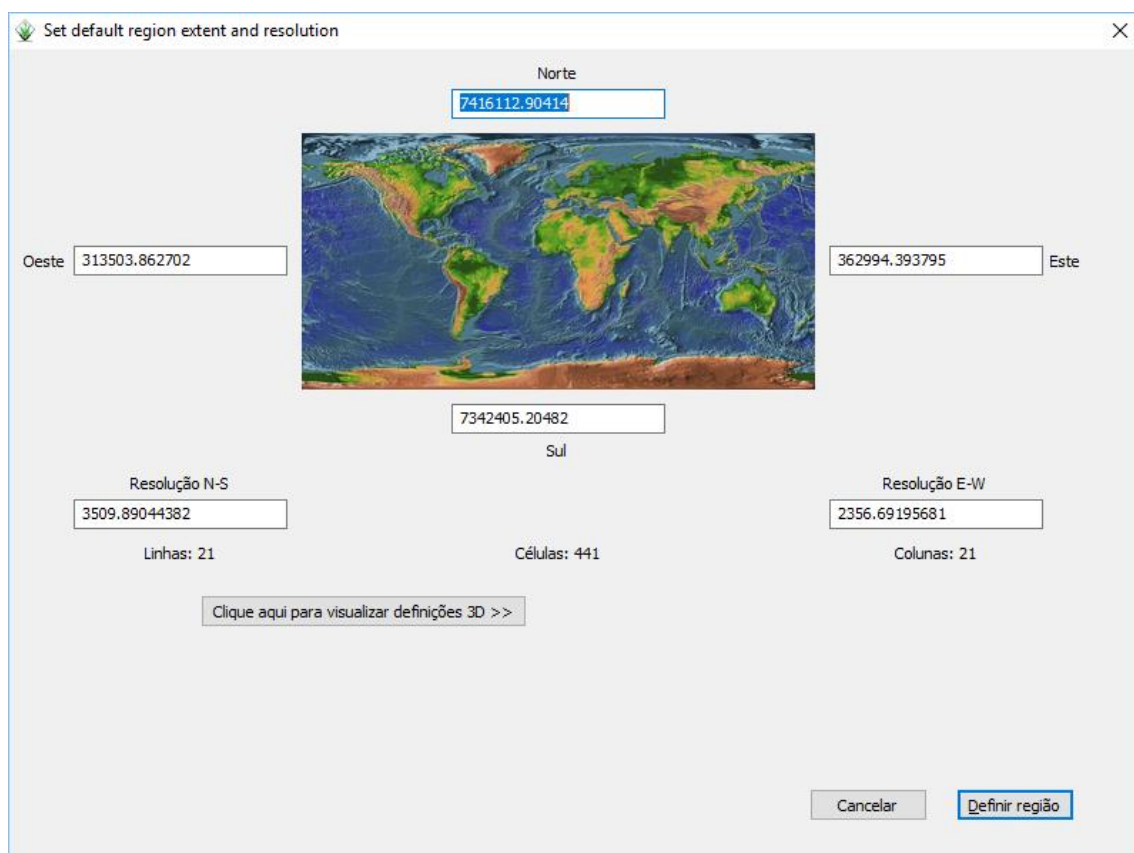 Set default region extent and resolution
Norte
7416112.90414
Oeste 313503.862702
362994.393795 Este
7342405.20482
Sul
Resolução N-S
Resolução E-W
3509.89044382
2356.69195681
Linhas: 21
Células: 441
Colunas: 21
Clique aqui para visualizar definições 3D >>
Cancelar
Definir região